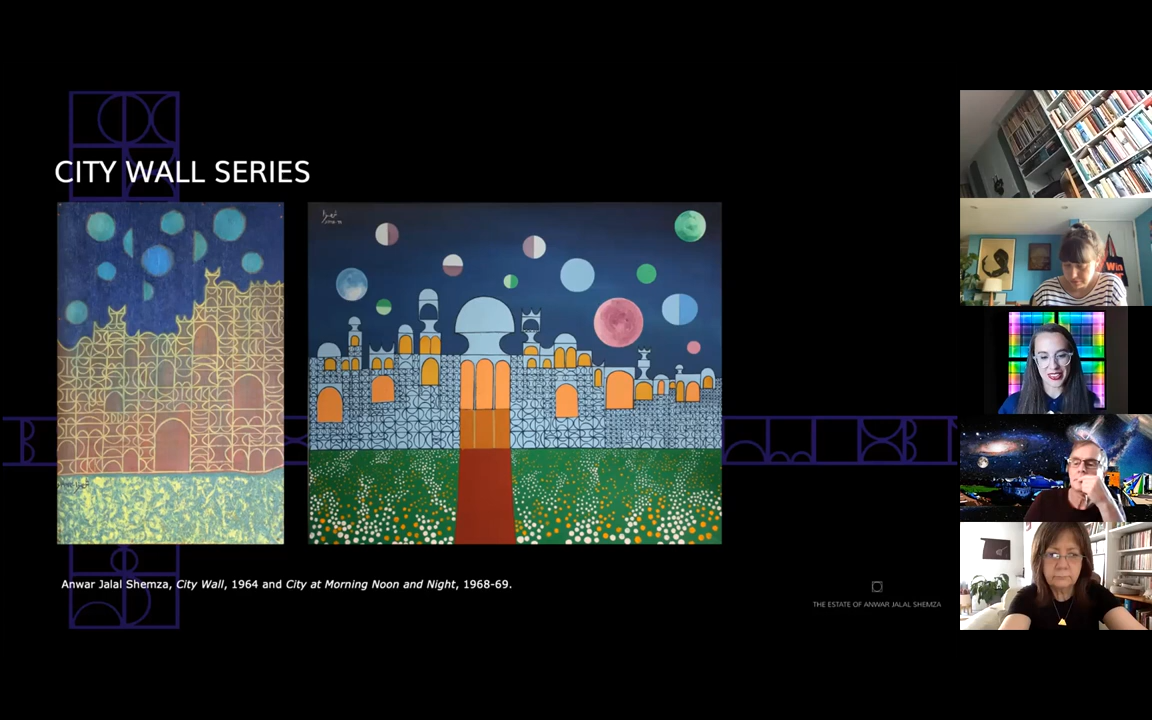 CITY WALL SERIES
Anwar Jalal Shemza, City Wall, 1964 and City at Morning Noon and Night, 1968-69.
THE ESTATE OF ANWAR JALAL SHEMZA
Win